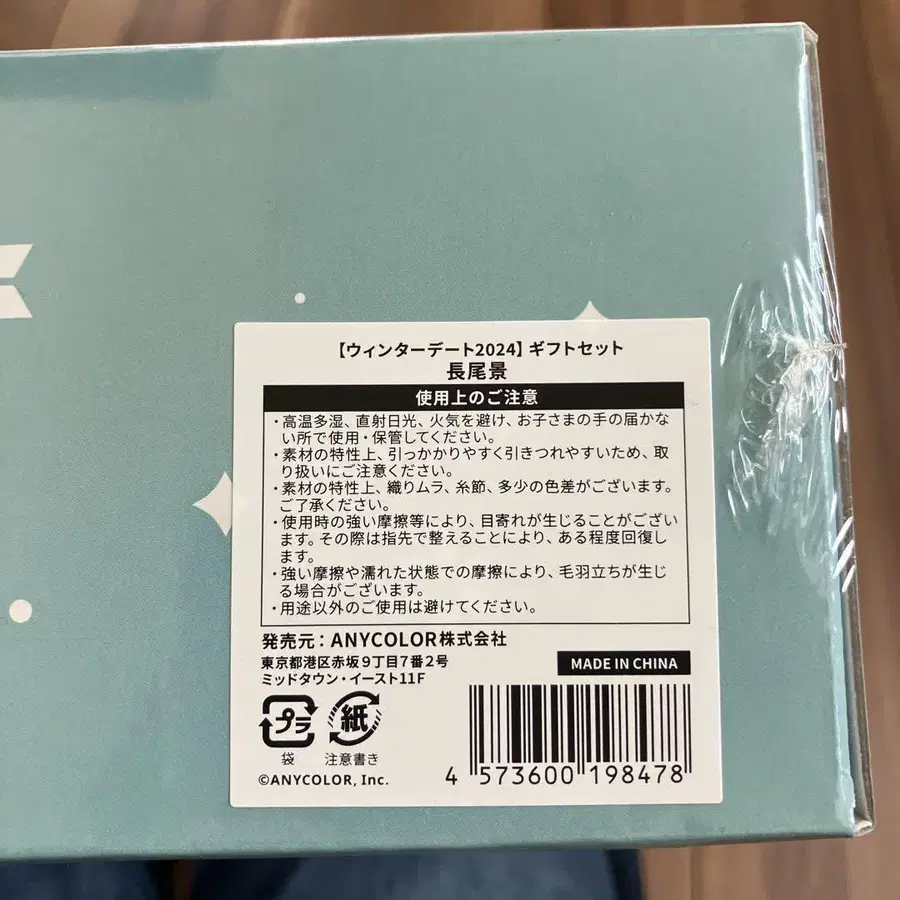 【ウィンターデート2024】ギフトセット
長尾景
使用上のご注意
・高温多湿、直射日光、火気を避け、お子さまの手の届かな
い所で使用・保管してください。
・素材の特性上、引っかかりやすく引きつれやすいため、取
り扱いにご注意ください。
・素材の特性上、織りムラ、糸節、多少の色差がございます。
ご了承ください。
・使用時の強い摩擦等により、目寄れが生じることがござい
ます。その際は指先で整えることにより、ある程度回復し
ます。
・強い摩擦や濡れた状態での摩擦により、毛羽立ちが生じ
る場合がございます。
・用途以外のご使用は避けてください。
発売元：ANYCOLOR株式会社
東京都港区赤坂9丁目7番2号
ミッドタウン・イースト11F
MADE IN CHINA
プラ
袋
紙
注意書き
©ANYCOLOR, Inc.
4 573600 198478